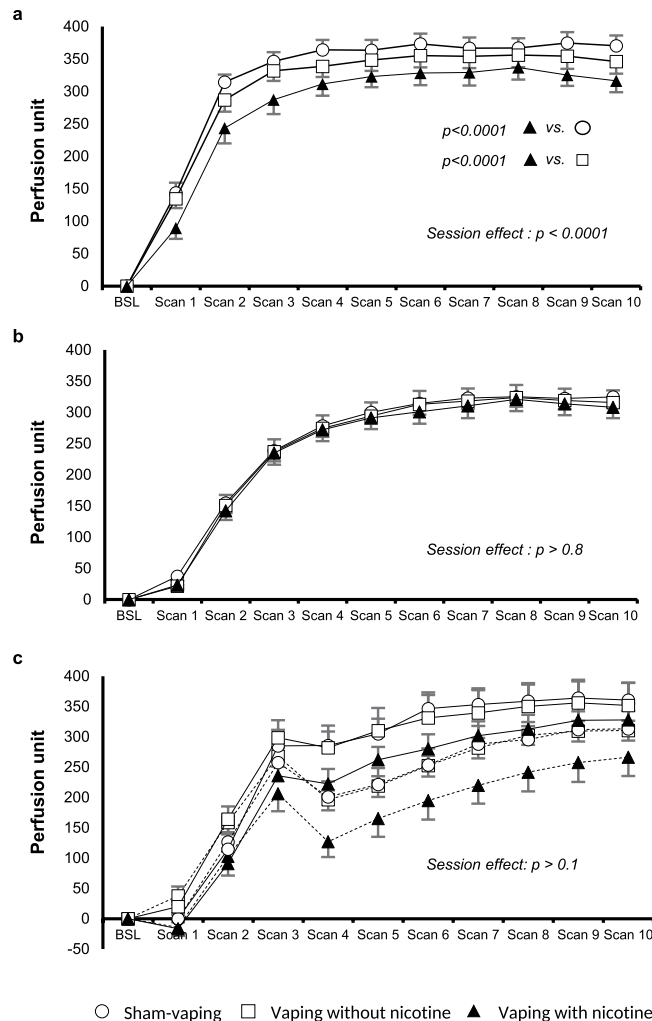 a
400
350
300
250
200
150
100
50
0
Perfusion unit
p<0.0001 vs.
p<0.0001 vs.
Session effect : p < 0.0001
BSL Scan 1 Scan 2 Scan 3 Scan 4 Scan 5 Scan 6 Scan 7 Scan 8 Scan 9 Scan 10
b
400
350
300
250
200
150
100
50
0
Perfusion unit
Session effect : p > 0.8
BSL Scan 1 Scan 2 Scan 3 Scan 4 Scan 5 Scan 6 Scan 7 Scan 8 Scan 9 Scan 10
c
400
350
300
250
200
150
100
50
0
-50
Perfusion unit
Session effect: p > 0.1
BSL Scan 1 Scan 2 Scan 3 Scan 4 Scan 5 Scan 6 Scan 7 Scan 8 Scan 9 Scan 10
Sham-vaping Vaping without nicotine Vaping with nicotine